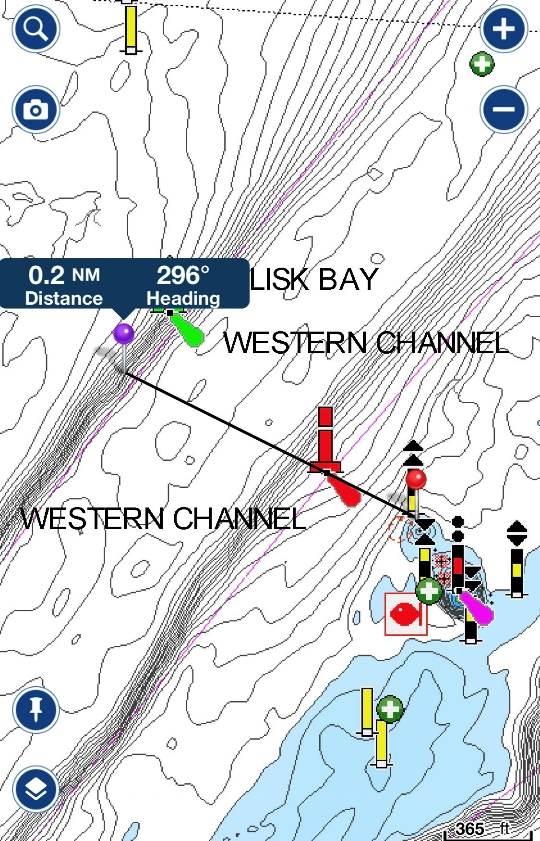 0.2 NM 296°
Distance Heading
LISK BAY
WESTERN CHANNEL
WESTERN CHANNEL
365 ft